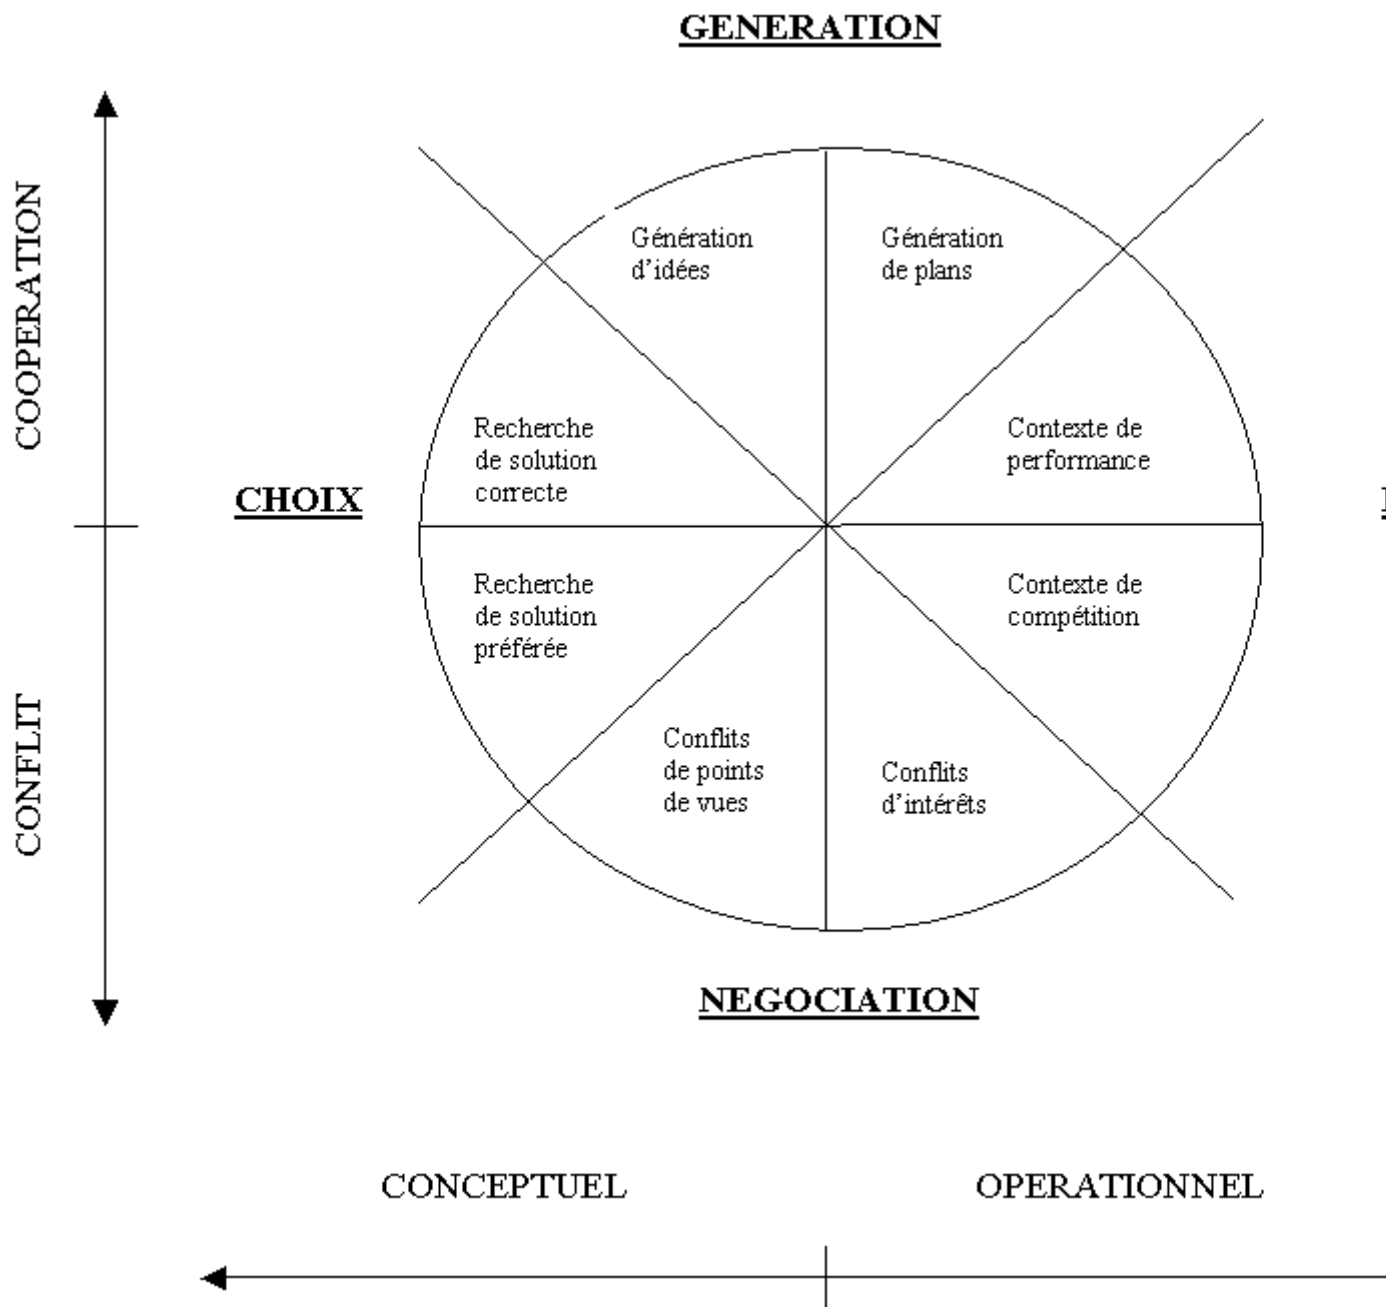 GENERATION
COOPERATION
Génération
d'idées
Génération
de plans
Recherche
de solution
correcte
Contexte de
performance
CHOIX
Recherche
de solution
préférée
Contexte de
compétition
CONFLIT
Conflits
de points
de vues
Conflits
d'intérêts
NEGOCIATION
CONCEPTUEL
OPERATIONNEL